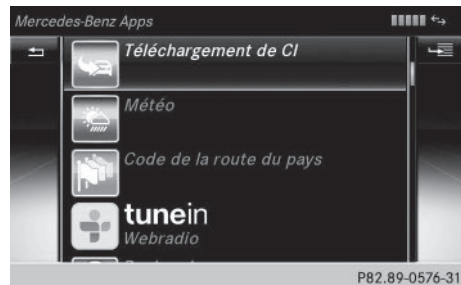 Mercedes-Benz Apps
Téléchargement de CI
Météo
Code de la route du pays
tunein
Webradio
P82.89-0576-31